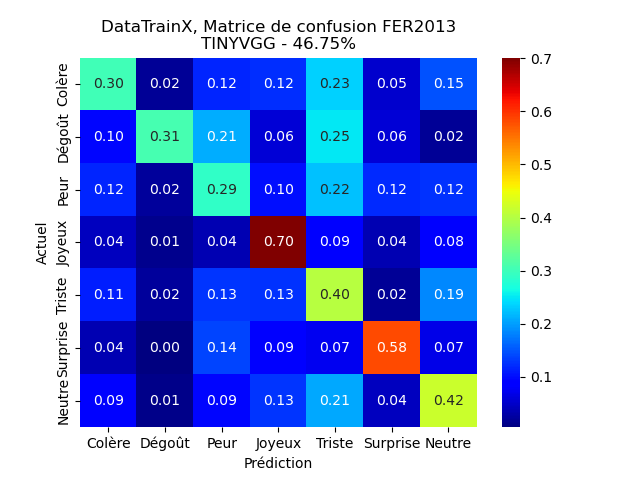 DataTrainX, Matrice de confusion FER2013
TINYVGG - 46.75%
Colère 0.30 0.02 0.12 0.12 0.23 0.05 0.15
Dégoût 0.10 0.31 0.21 0.06 0.25 0.06 0.02
Peur 0.12 0.02 0.29 0.10 0.22 0.12 0.12
Actuel
Joyeux 0.04 0.01 0.04 0.70 0.09 0.04 0.08
Triste 0.11 0.02 0.13 0.13 0.40 0.02 0.19
Surprise 0.04 0.00 0.14 0.09 0.07 0.58 0.07
Neutre 0.09 0.01 0.09 0.13 0.21 0.04 0.42
Colère Dégoût Peur Joyeux Triste Surprise Neutre
Prédiction
0.7
0.6
0.5
0.4
0.3
0.2
0.1